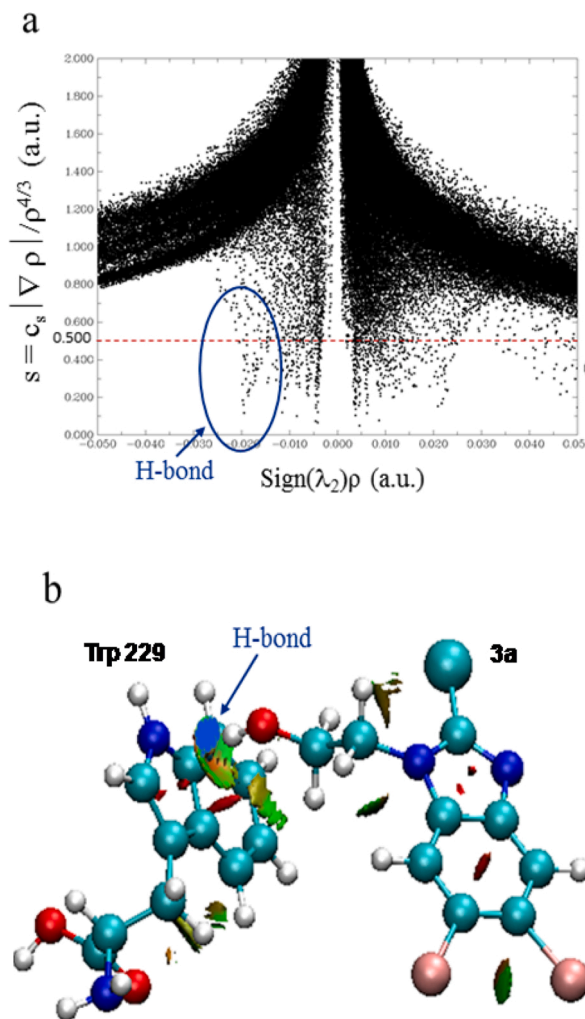 a
s = cₛ |∇ρ|/ρ⁴ᐟ³ (a.u.)
2.000
1.800
1.600
1.400
1.200
1.000
0.800
0.600
0.500
0.400
0.200
0.000
−0.050 −0.040 −0.030 −0.020 −0.010 0.000 0.010 0.020 0.030 0.040 0.05
H-bond
Sign(λ₂)ρ (a.u.)
b
H-bond
Trp 229 3a